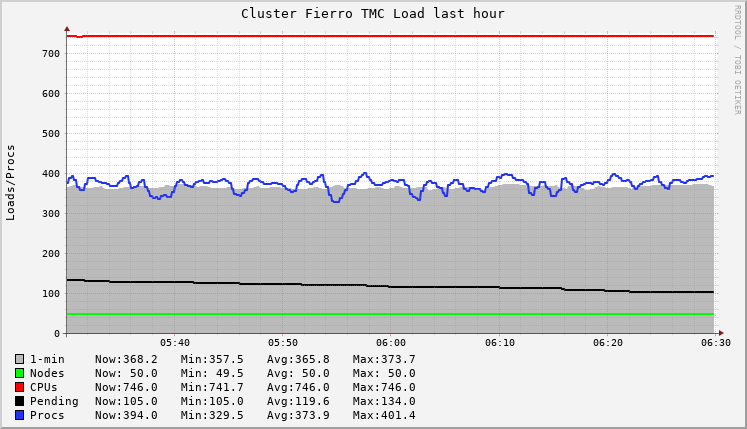 Cluster Fierro TMC Load last hour
RRDTOOL / TOBI OETIKER
Loads/Procs
700
600
500
400
300
200
100
0
05:40 05:50 06:00 06:10 06:20 06:30
1-min Now:368.2 Min:357.5 Avg:365.8 Max:373.7
Nodes Now: 50.0 Min: 49.5 Avg: 50.0 Max: 50.0
CPUs Now:746.0 Min:741.7 Avg:746.0 Max:746.0
Pending Now:105.0 Min:105.0 Avg:119.6 Max:134.0
Procs Now:394.0 Min:329.5 Avg:373.9 Max:401.4